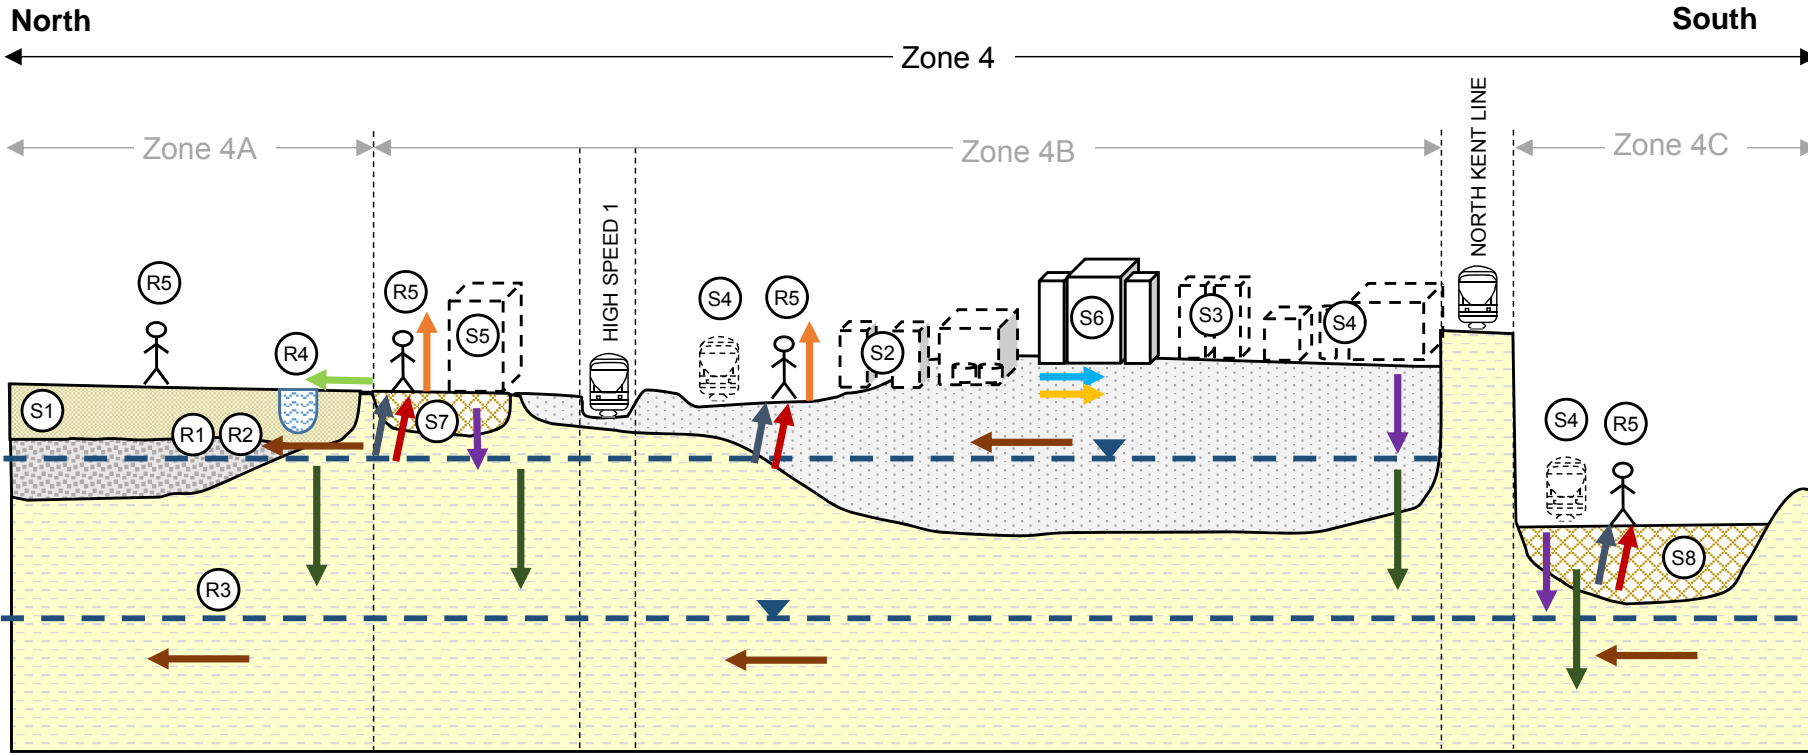 North
South
Zone 4
Zone 4A
Zone 4B
Zone 4C
NORTH KENT LINE
HIGH SPEED 1
R5
R5
S4
R5
S5
R4
S2
S6
S3
S4
S1
S7
R1
R2
S4
R5
S8
R3